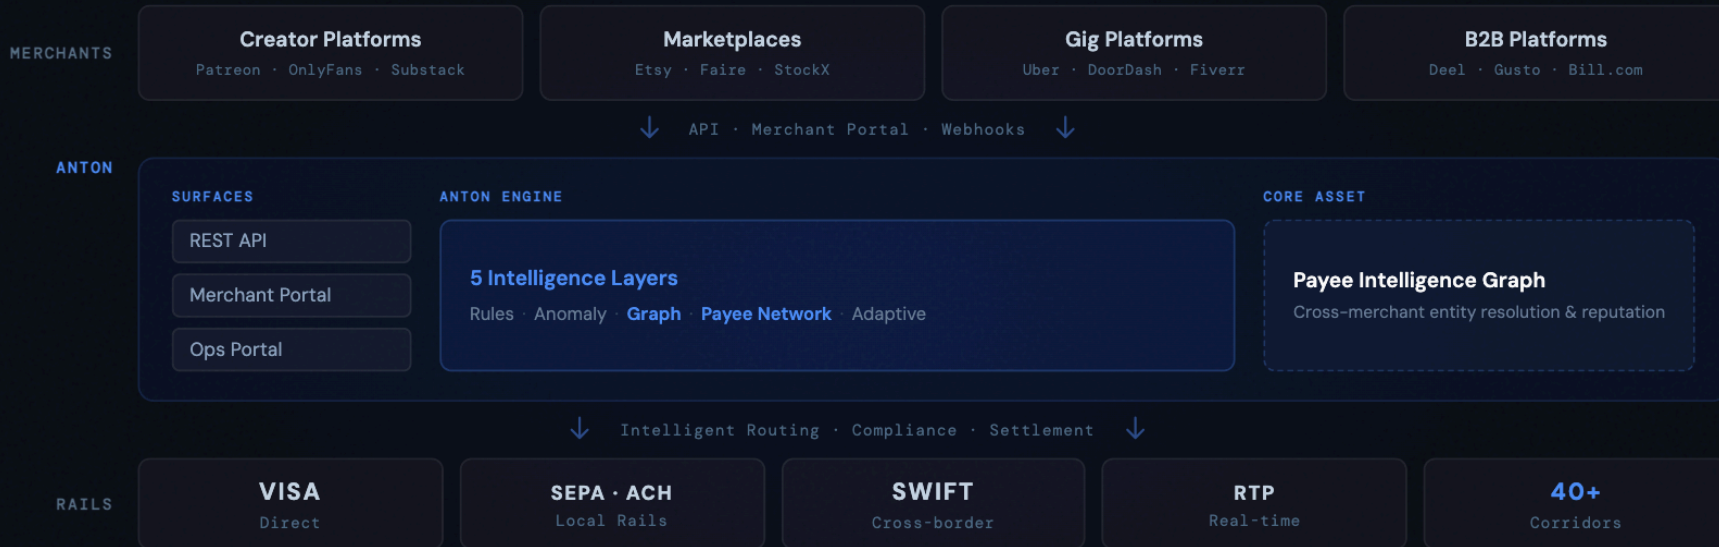 MERCHANTS
Creator Platforms
Patreon · OnlyFans · Substack
Marketplaces
Etsy · Faire · StockX
Gig Platforms
Uber · DoorDash · Fiverr
B2B Platforms
Deel · Gusto · Bill.com
↓ API · Merchant Portal · Webhooks ↓
ANTON
SURFACES
REST API
Merchant Portal
Ops Portal
ANTON ENGINE
5 Intelligence Layers
Rules · Anomaly · Graph · Payee Network · Adaptive
CORE ASSET
Payee Intelligence Graph
Cross-merchant entity resolution & reputation
↓ Intelligent Routing · Compliance · Settlement ↓
RAILS
VISA
Direct
SEPA · ACH
Local Rails
SWIFT
Cross-border
RTP
Real-time
40+
Corridors